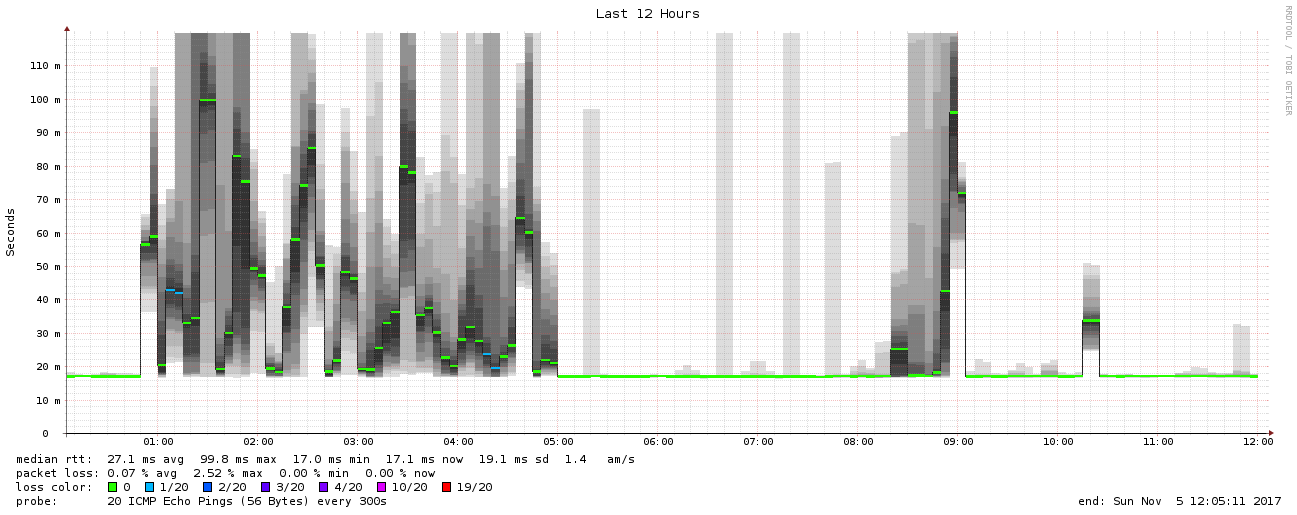 Last 12 Hours
RRDTOOL / TOBI OETIKER
Seconds
110 m
100 m
90 m
80 m
70 m
60 m
50 m
40 m
30 m
20 m
10 m
0
01:00 02:00 03:00 04:00 05:00 06:00 07:00 08:00 09:00 10:00 11:00 12:00
median rtt: 27.1 ms avg 99.8 ms max 17.0 ms min 17.1 ms now 19.1 ms sd 1.4 am/s
packet loss: 0.07 % avg 2.52 % max 0.00 % min 0.00 % now
loss color: 0 1/20 2/20 3/20 4/20 10/20 19/20
probe: 20 ICMP Echo Pings (56 Bytes) every 300s end: Sun Nov 5 12:05:11 2017